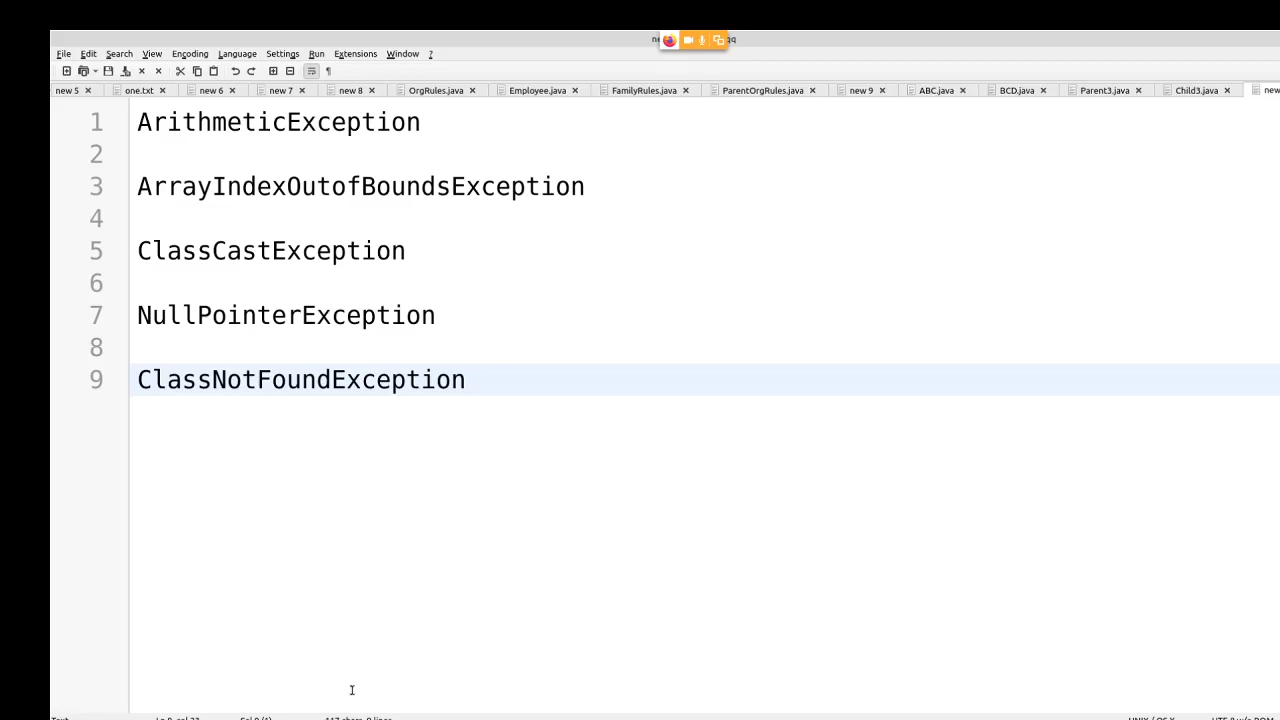 File Edit Search View Encoding Language Settings Run Extensions Window ?
new 5 one.txt new 6 new 7 new 8 OrgRules.java Employee.java FamilyRules.java ParentOrgRules.java new 9 ABC.java BCD.java Parent3.java Child3.java new
1 ArithmeticException
2
3 ArrayIndexOutofBoundsException
4
5 ClassCastException
6
7 NullPointerException
8
9 ClassNotFoundException